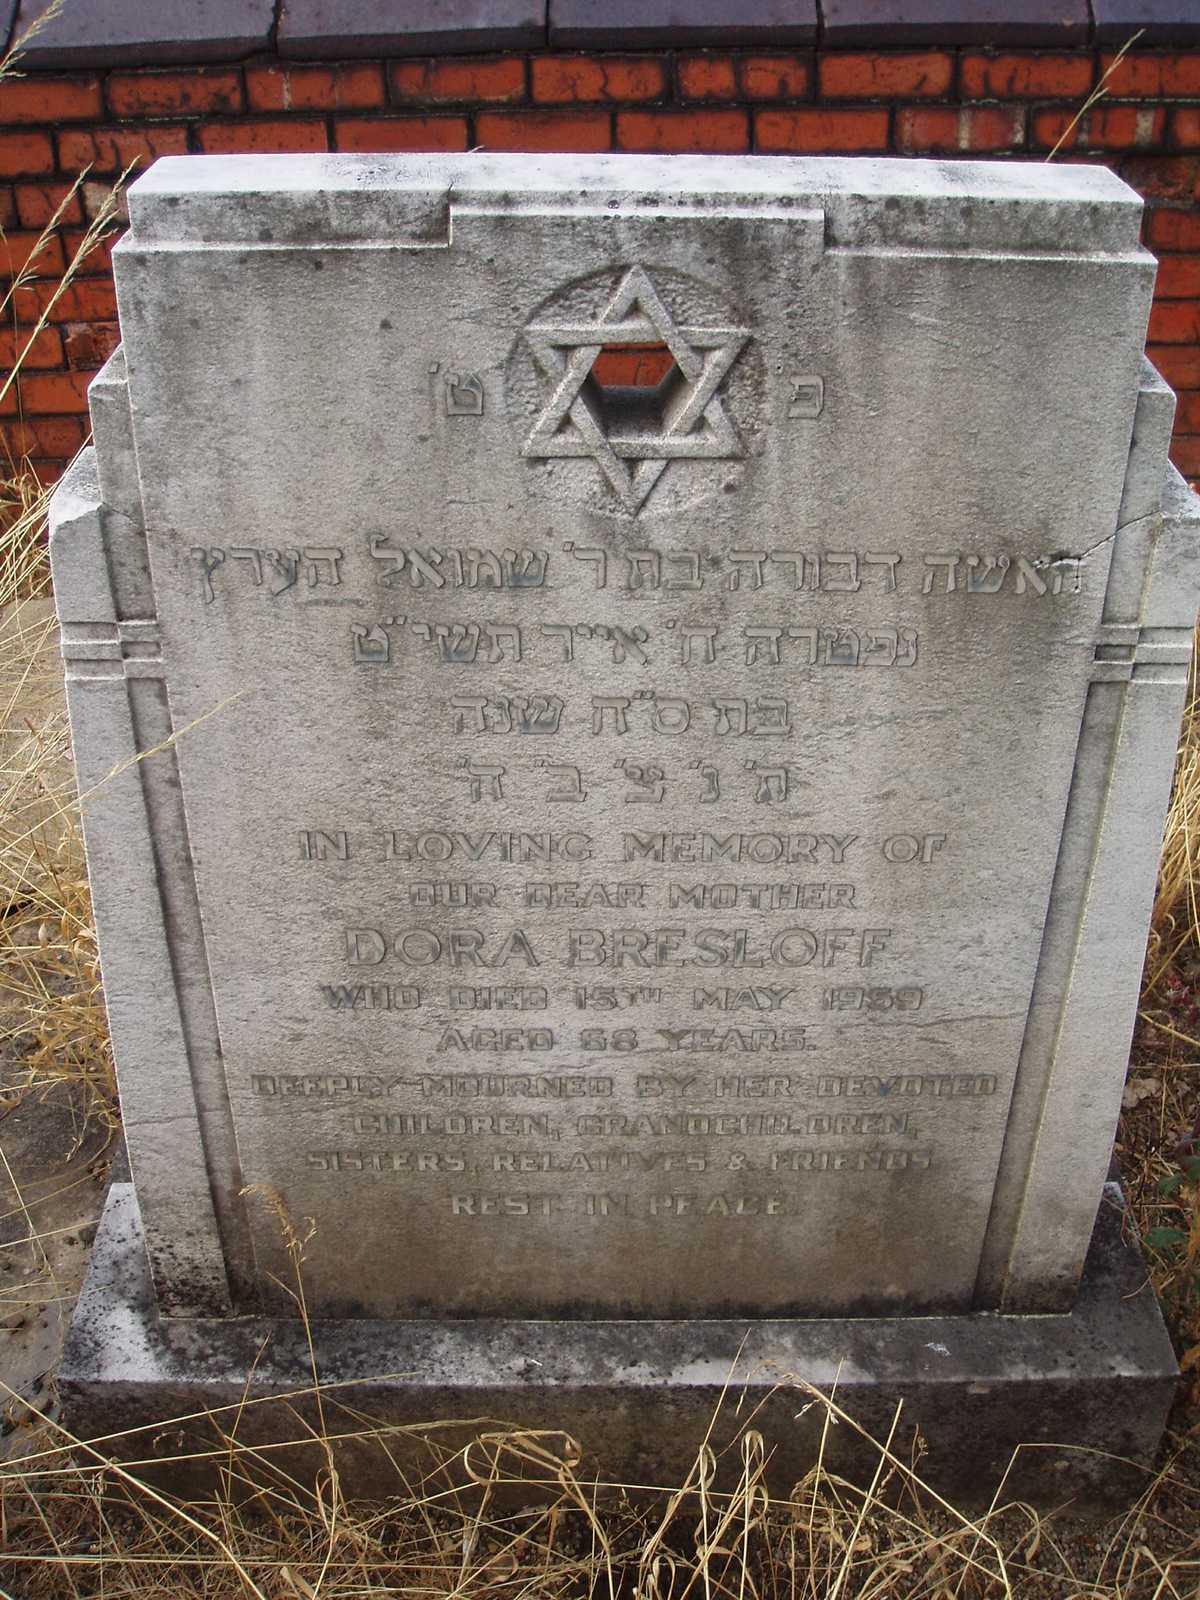 פ ט'
האשה דבורה בת ר' שמואל הערץ
נפטרה ח' אייר תשי"ט
בת ס"ח שנה
ת' נ' צ' ב' ה'
IN LOVING MEMORY OF
OUR DEAR MOTHER
DORA BRESLOFF
WHO DIED 15TH MAY 1959
AGED 68 YEARS.
DEEPLY MOURNED BY HER DEVOTED
CHILDREN, GRANDCHILDREN,
SISTERS, RELATIVES & FRIENDS
REST IN PEACE